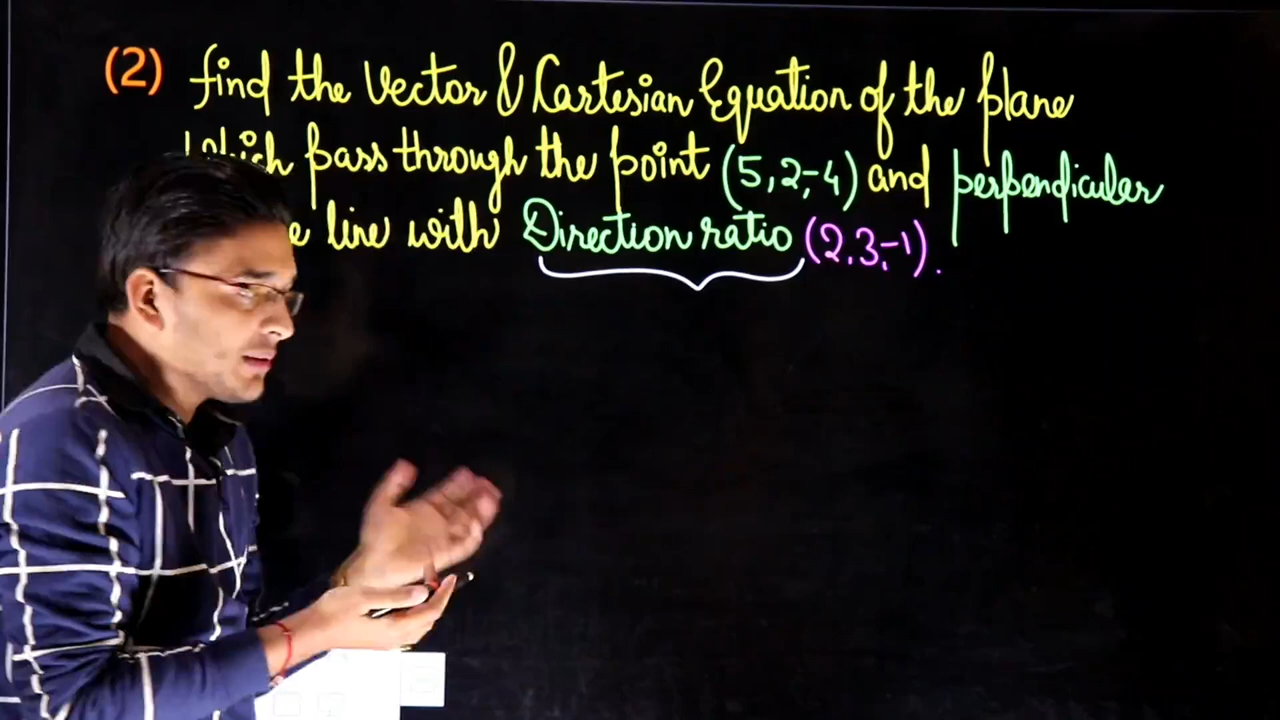 (2) find the Vector & Cartesian Equation of the plane
Which pass through the point (5,2,-4) and perpendicular
line with Direction ratio (2,3,-1).